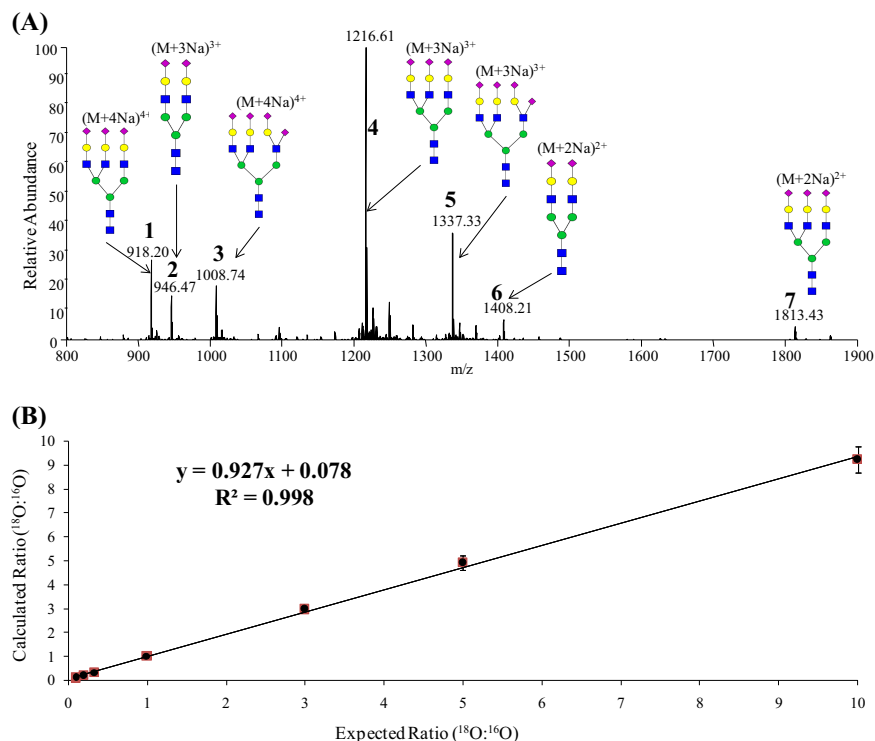 (A)
1216.61
(M+3Na)³⁺
(M+3Na)³⁺
(M+4Na)⁴⁺
(M+4Na)⁴⁺
(M+3Na)³⁺
(M+2Na)²⁺
(M+2Na)²⁺
100
90
80
70
60
50
40
30
20
10
0
Relative Abundance
1
918.20
2
946.47
3
1008.74
4
5
1337.33
6
1408.21
7
1813.43
800 900 1000 1100 1200 1300 1400 1500 1600 1700 1800 1900
m/z
(B)
10
9
8
7
6
5
4
3
2
1
0
Calculated Ratio (¹⁸O:¹⁶O)
y = 0.927x + 0.078
R² = 0.998
0 1 2 3 4 5 6 7 8 9 10
Expected Ratio (¹⁸O:¹⁶O)